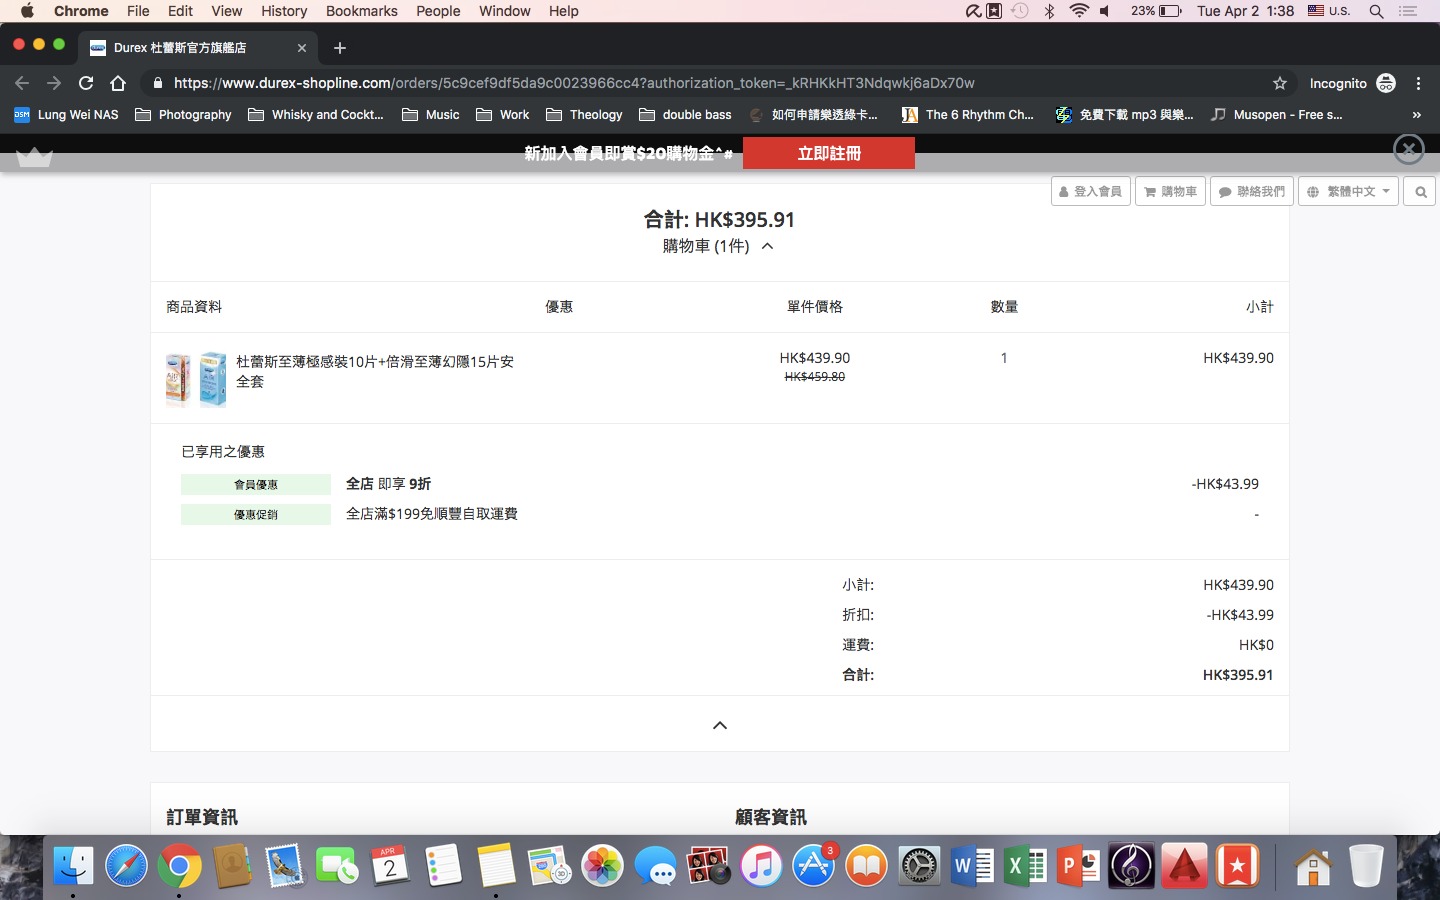 Chrome File Edit View History Bookmarks People Window Help 23% Tue Apr 2 1:38 U.S.
Durex 杜蕾斯官方旗艦店
https://www.durex-shopline.com/orders/5c9cef9df5da9c0023966cc4?authorization_token=_kRHKkHT3Ndqwkj6aDx70w Incognito
DSM Lung Wei NAS Photography Whisky and Cockt... Music Work Theology double bass 如何申請樂透綠卡... The 6 Rhythm Ch... 免費下載 mp3 與樂... Musopen - Free s... »
新加入會員即賞$20購物金^# 立即註冊
登入會員 購物車 聯絡我們 繁體中文
合計: HK$395.91
購物車 (1件)
商品資料 優惠 單件價格 數量 小計
杜蕾斯至薄極感裝10片+倍滑至薄幻隱15片安 HK$439.90 1 HK$439.90
全套 HK$459.80
已享用之優惠
會員優惠 全店 即享 9折 -HK$43.99
優惠促銷 全店滿$199免順豐自取運費 -
小計: HK$439.90
折扣: -HK$43.99
運費: HK$0
合計: HK$395.91
訂單資訊 顧客資訊
APR
2
3